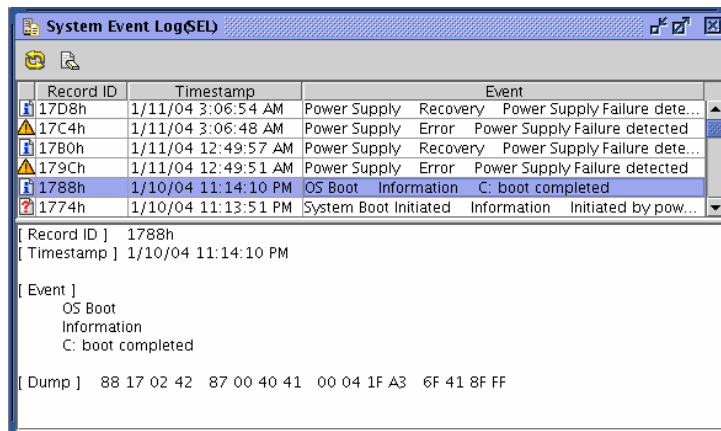 System Event Log(SEL)
Record ID Timestamp Event
17D8h 1/11/04 3:06:54 AM Power Supply Recovery Power Supply Failure dete...
17C4h 1/11/04 3:06:48 AM Power Supply Error Power Supply Failure detected
17B0h 1/11/04 12:49:57 AM Power Supply Recovery Power Supply Failure dete...
179Ch 1/11/04 12:49:51 AM Power Supply Error Power Supply Failure detected
1788h 1/10/04 11:14:10 PM OS Boot Information C: boot completed
1774h 1/10/04 11:13:51 PM System Boot Initiated Information Initiated by pow...
[ Record ID ] 1788h
[ Timestamp ] 1/10/04 11:14:10 PM
[ Event ]
OS Boot
Information
C: boot completed
[ Dump ] 88 17 02 42 87 00 40 41 00 04 1F A3 6F 41 8F FF